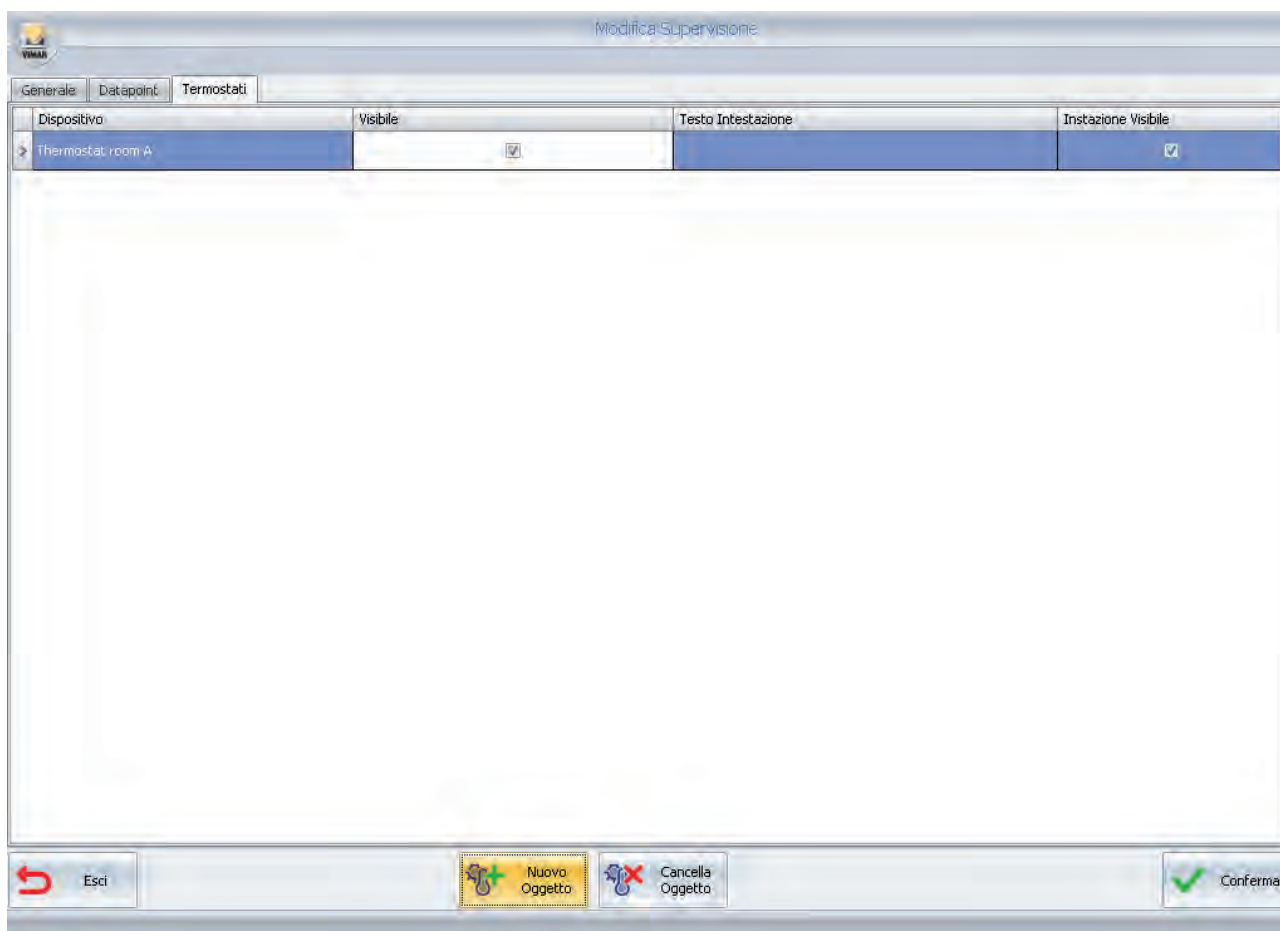 Modifica Supervisione
VIMAR
Generale Datapoint Termostati
Dispositivo Visibile Testo Intestazione Instazione Visibile
Thermostat room A
Esci
Nuovo
Oggetto
Cancella
Oggetto
Conferma